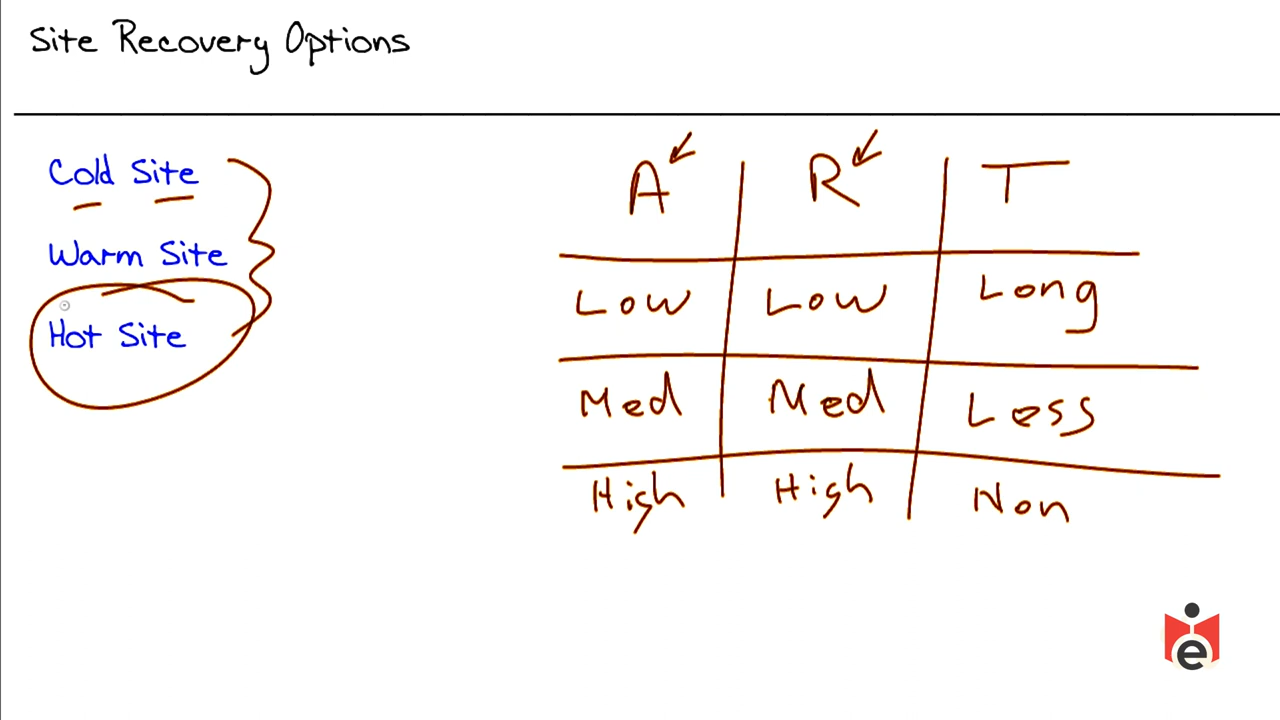 Site Recovery Options
Cold Site
Warm Site
Hot Site
A R T
Low Low Long
Med Med Less
High High Non
e